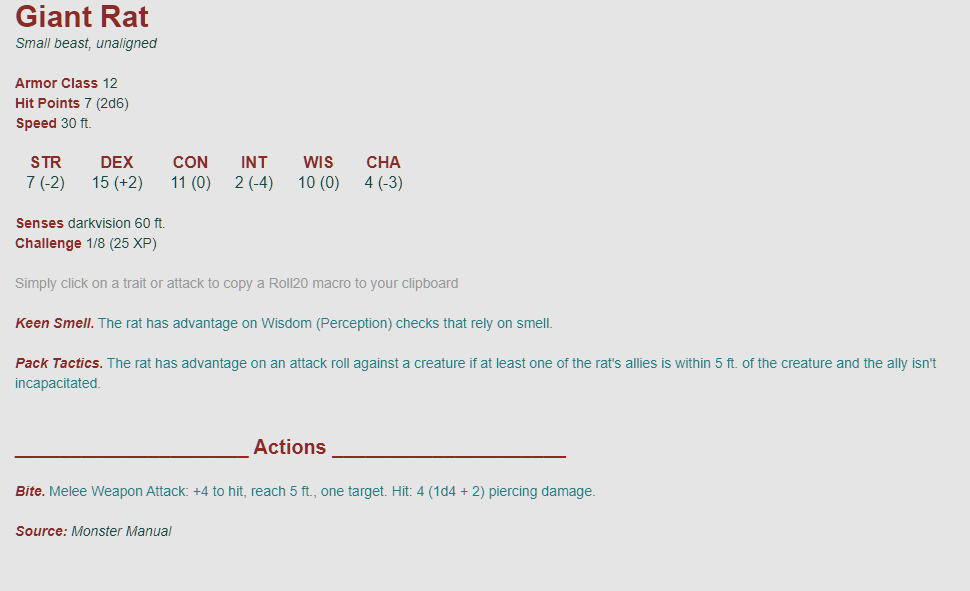 Giant Rat
Small beast, unaligned
Armor Class 12
Hit Points 7 (2d6)
Speed 30 ft.
STR DEX CON INT WIS CHA
7 (-2) 15 (+2) 11 (0) 2 (-4) 10 (0) 4 (-3)
Senses darkvision 60 ft.
Challenge 1/8 (25 XP)
Simply click on a trait or attack to copy a Roll20 macro to your clipboard
Keen Smell. The rat has advantage on Wisdom (Perception) checks that rely on smell.
Pack Tactics. The rat has advantage on an attack roll against a creature if at least one of the rat's allies is within 5 ft. of the creature and the ally isn't
incapacitated.
Actions
Bite. Melee Weapon Attack: +4 to hit, reach 5 ft., one target. Hit: 4 (1d4 + 2) piercing damage.
Source: Monster Manual